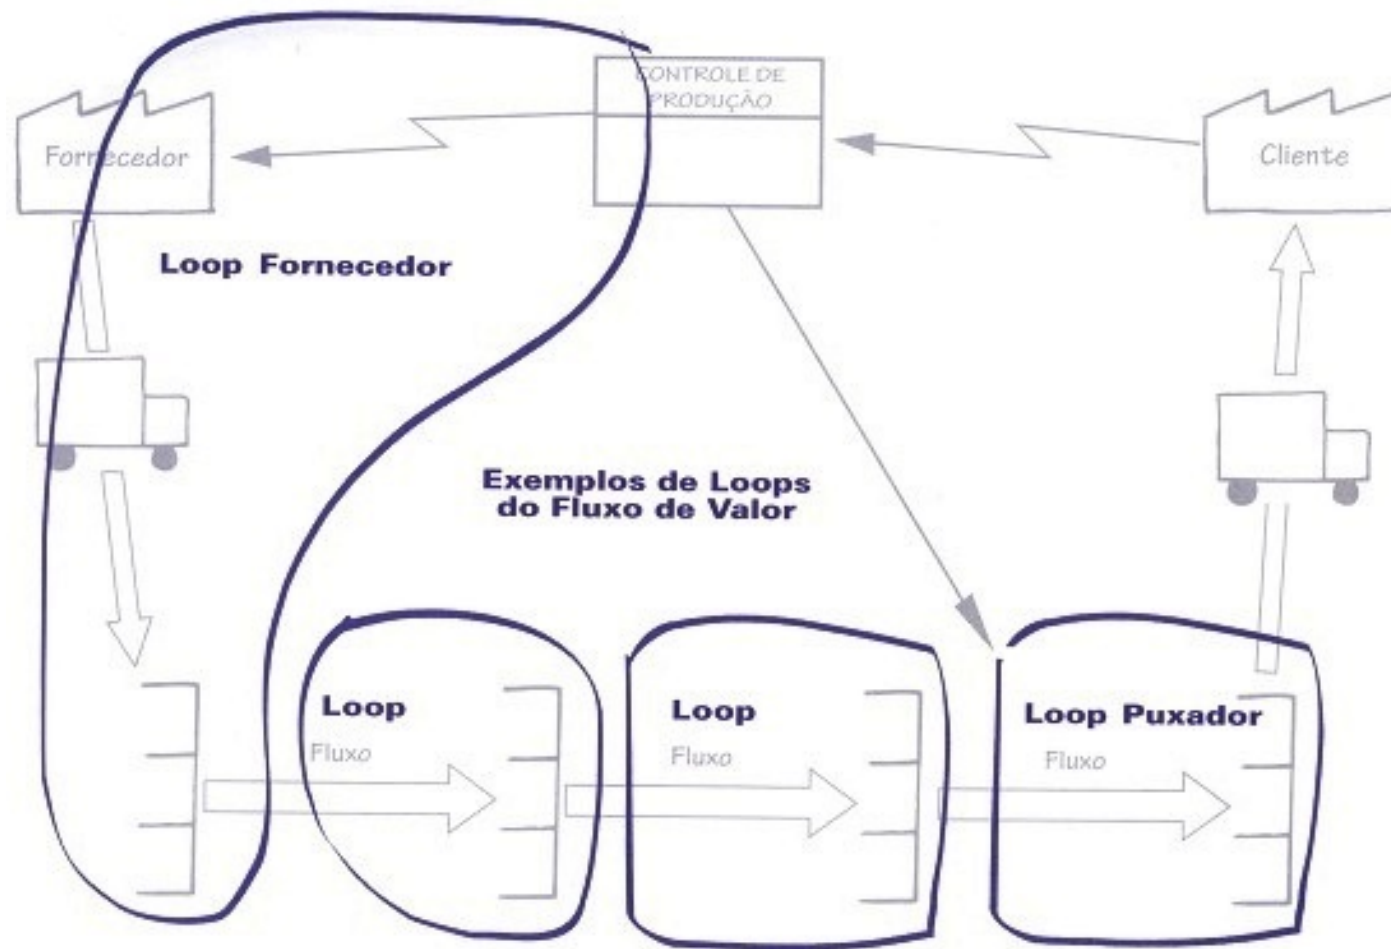 CONTROLE DE
PRODUÇÃO
Fornecedor
Cliente
Loop Fornecedor
Exemplos de Loops
do Fluxo de Valor
Loop
Fluxo
Loop
Fluxo
Loop Puxador
Fluxo